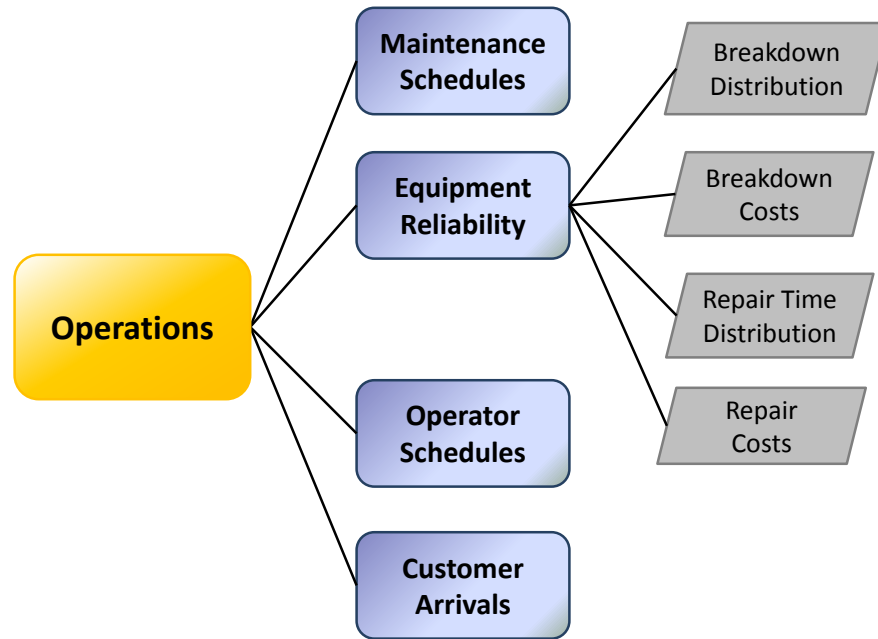 Maintenance
Schedules
Breakdown
Distribution
Equipment
Reliability
Breakdown
Costs
Operations
Repair Time
Distribution
Operator
Schedules
Repair
Costs
Customer
Arrivals